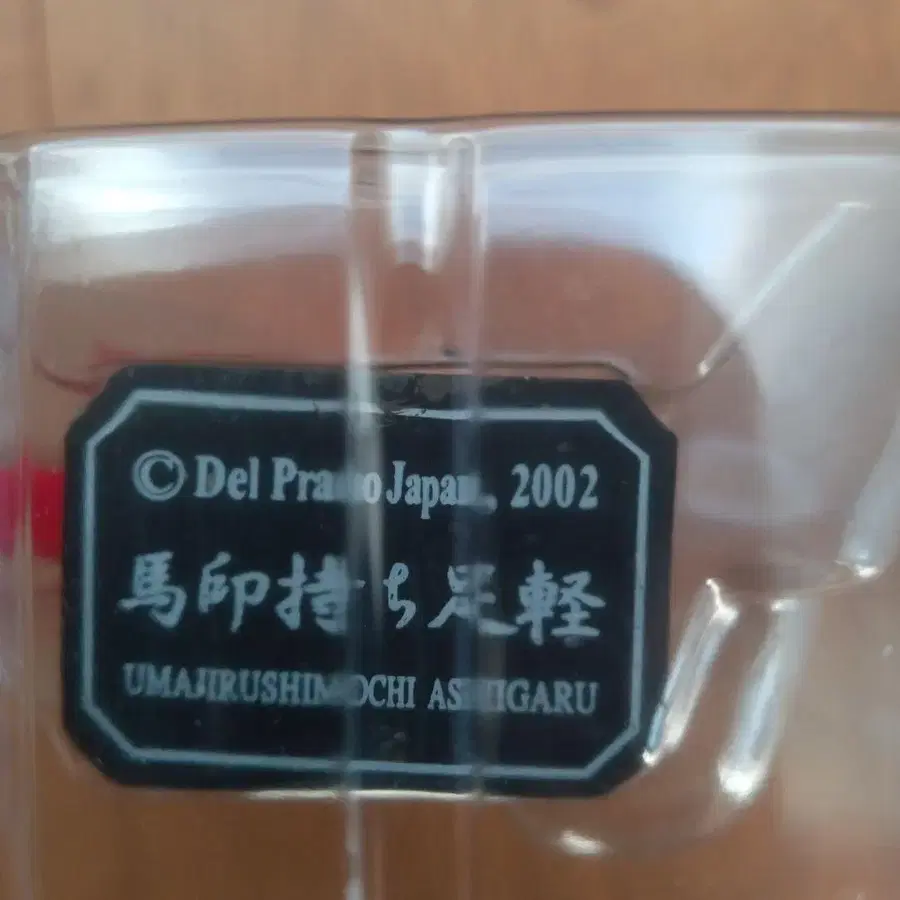 © Del Prado Japan, 2002
馬印持ち足軽
UMAJIRUSHIMOCHI ASHIGARU